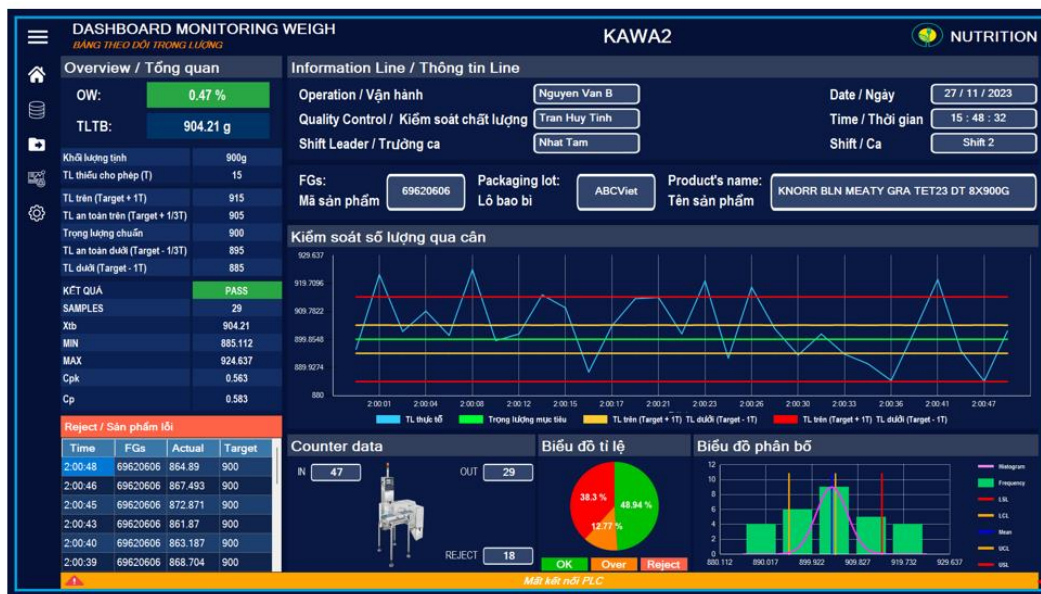 DASHBOARD MONITORING WEIGH
BẢNG THEO DÕI TRỌNG LƯỢNG
KAWA2
NUTRITION
Overview / Tổng quan
OW: 0.47 %
TLTB: 904.21 g
Khối lượng tịnh 900g
TL thiếu cho phép (T) 15
TL trên (Target + 1T) 915
TL an toàn trên (Target + 1/3T) 905
Trọng lượng chuẩn 900
TL an toàn dưới (Target - 1/3T) 895
TL dưới (Target - 1T) 885
KẾT QUẢ PASS
SAMPLES 29
Xtb 904.21
MIN 885.112
MAX 924.637
Cpk 0.563
Cp 0.583
Reject / Sản phẩm lỗi
Time FGs Actual Target
2:00:48 69620606 864.89 900
2:00:46 69620606 867.493 900
2:00:45 69620606 872.871 900
2:00:43 69620606 861.87 900
2:00:40 69620606 863.187 900
2:00:39 69620606 868.704 900
Information Line / Thông tin Line
Operation / Vận hành Nguyen Van B
Date / Ngày 27 / 11 / 2023
Quality Control / Kiểm soát chất lượng Tran Huy Tinh
Time / Thời gian 15 : 48 : 32
Shift Leader / Trưởng ca Nhat Tam
Shift / Ca Shift 2
FGs:
Mã sản phẩm
69620606
Packaging lot:
Lô bao bì
ABCViet
Product's name:
Tên sản phẩm
KNORR BLN MEATY GRA TET23 DT 8X900G
Kiểm soát số lượng qua cân
929.637
919.7096
909.7822
899.8548
889.9274
880
2:00:01 2:00:04 2:00:08 2:00:12 2:00:15 2:00:17 2:00:21 2:00:23 2:00:26 2:00:30 2:00:33 2:00:36 2:00:41 2:00:47
TL thực tế Trọng lượng mục tiêu TL trên (Target + 1T) TL dưới (Target - 1T) TL trên (Target + 1T) TL dưới (Target - 1T)
Counter data
IN 47
OUT 29
REJECT 18
Biểu đồ tỉ lệ
38.3 %
48.94 %
12.77 %
OK Over Reject
Biểu đồ phân bố
12
10
8
6
4
2
0
880.112 890.017 899.922 909.827 919.732 929.637
Histogram
Frequency
LSL
LCL
Mean
UCL
USL
Mất kết nối PLC